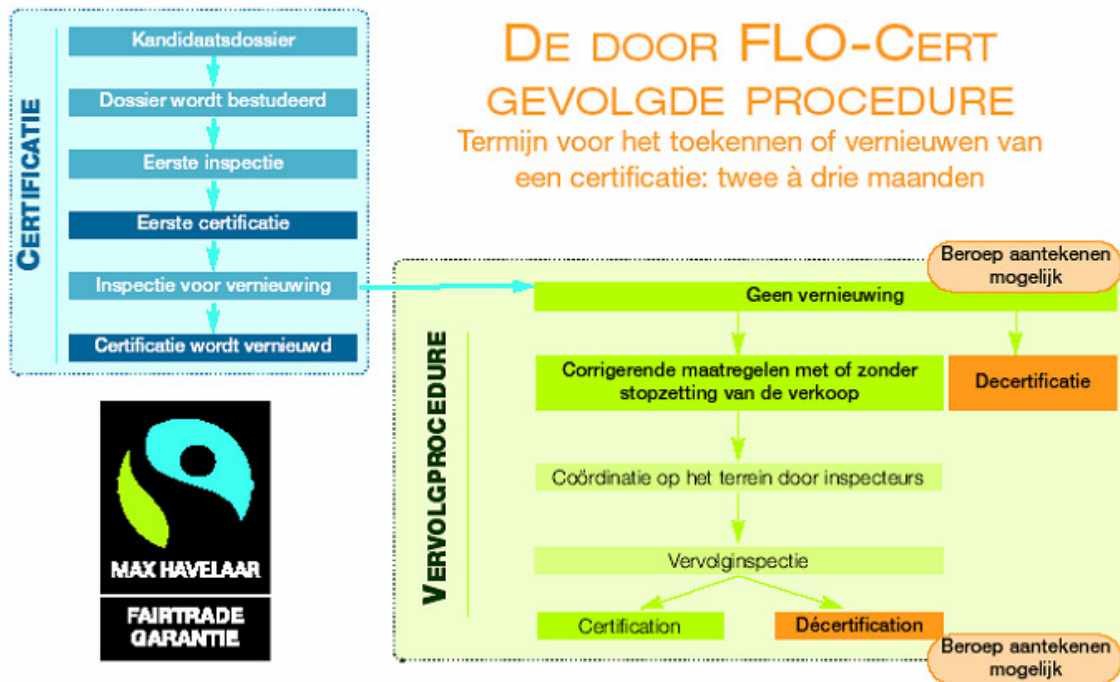 DE DOOR FLO-CERT
GEVOLGDE PROCEDURE
Termijn voor het toekennen of vernieuwen van
een certificatie: twee à drie maanden
CERTIFICATIE
Kandidaatsdossier
Dossier wordt bestudeerd
Eerste inspectie
Eerste certificatie
Inspectie voor vernieuwing
Certificatie wordt vernieuwd
VERVOLGPROCEDURE
Beroep aantekenen
mogelijk
Geen vernieuwing
Corrigerende maatregelen met of zonder
stopzetting van de verkoop
Decertificatie
Coördinatie op het terrein door inspecteurs
Vervolginspectie
Certification
Décertification
Beroep aantekenen
mogelijk
MAX HAVELAAR
FAIRTRADE
GARANTIE